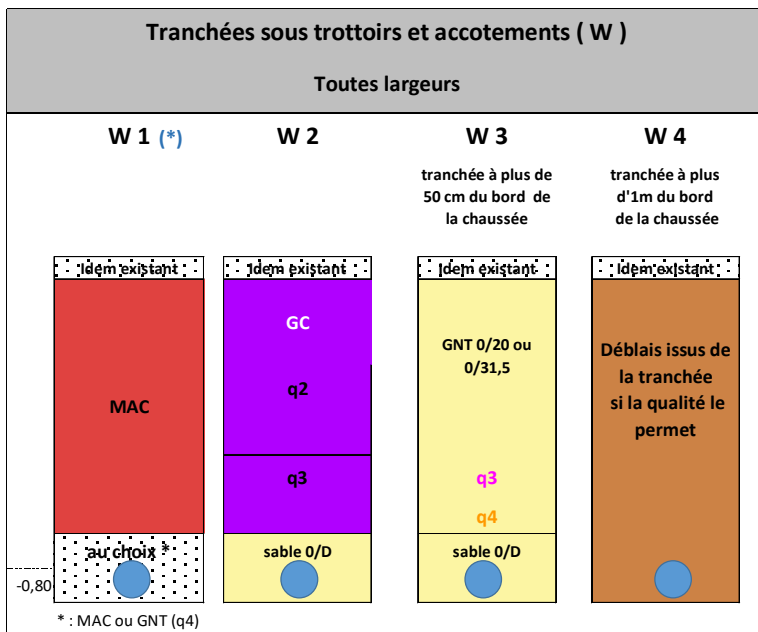 Tranchées sous trottoirs et accotements ( W )
Toutes largeurs
W 1 (*)
W 2
W 3
W 4
tranchée à plus de
50 cm du bord de
la chaussée
tranchée à plus
d'1m du bord
de la chaussée
Idem existant
Idem existant
Idem existant
Idem existant
MAC
GC
q2
q3
GNT 0/20 ou
0/31,5
q3
q4
Déblais issus de
la tranchée
si la qualité le
permet
au choix *
sable 0/D
sable 0/D
-0,80
* : MAC ou GNT (q4)